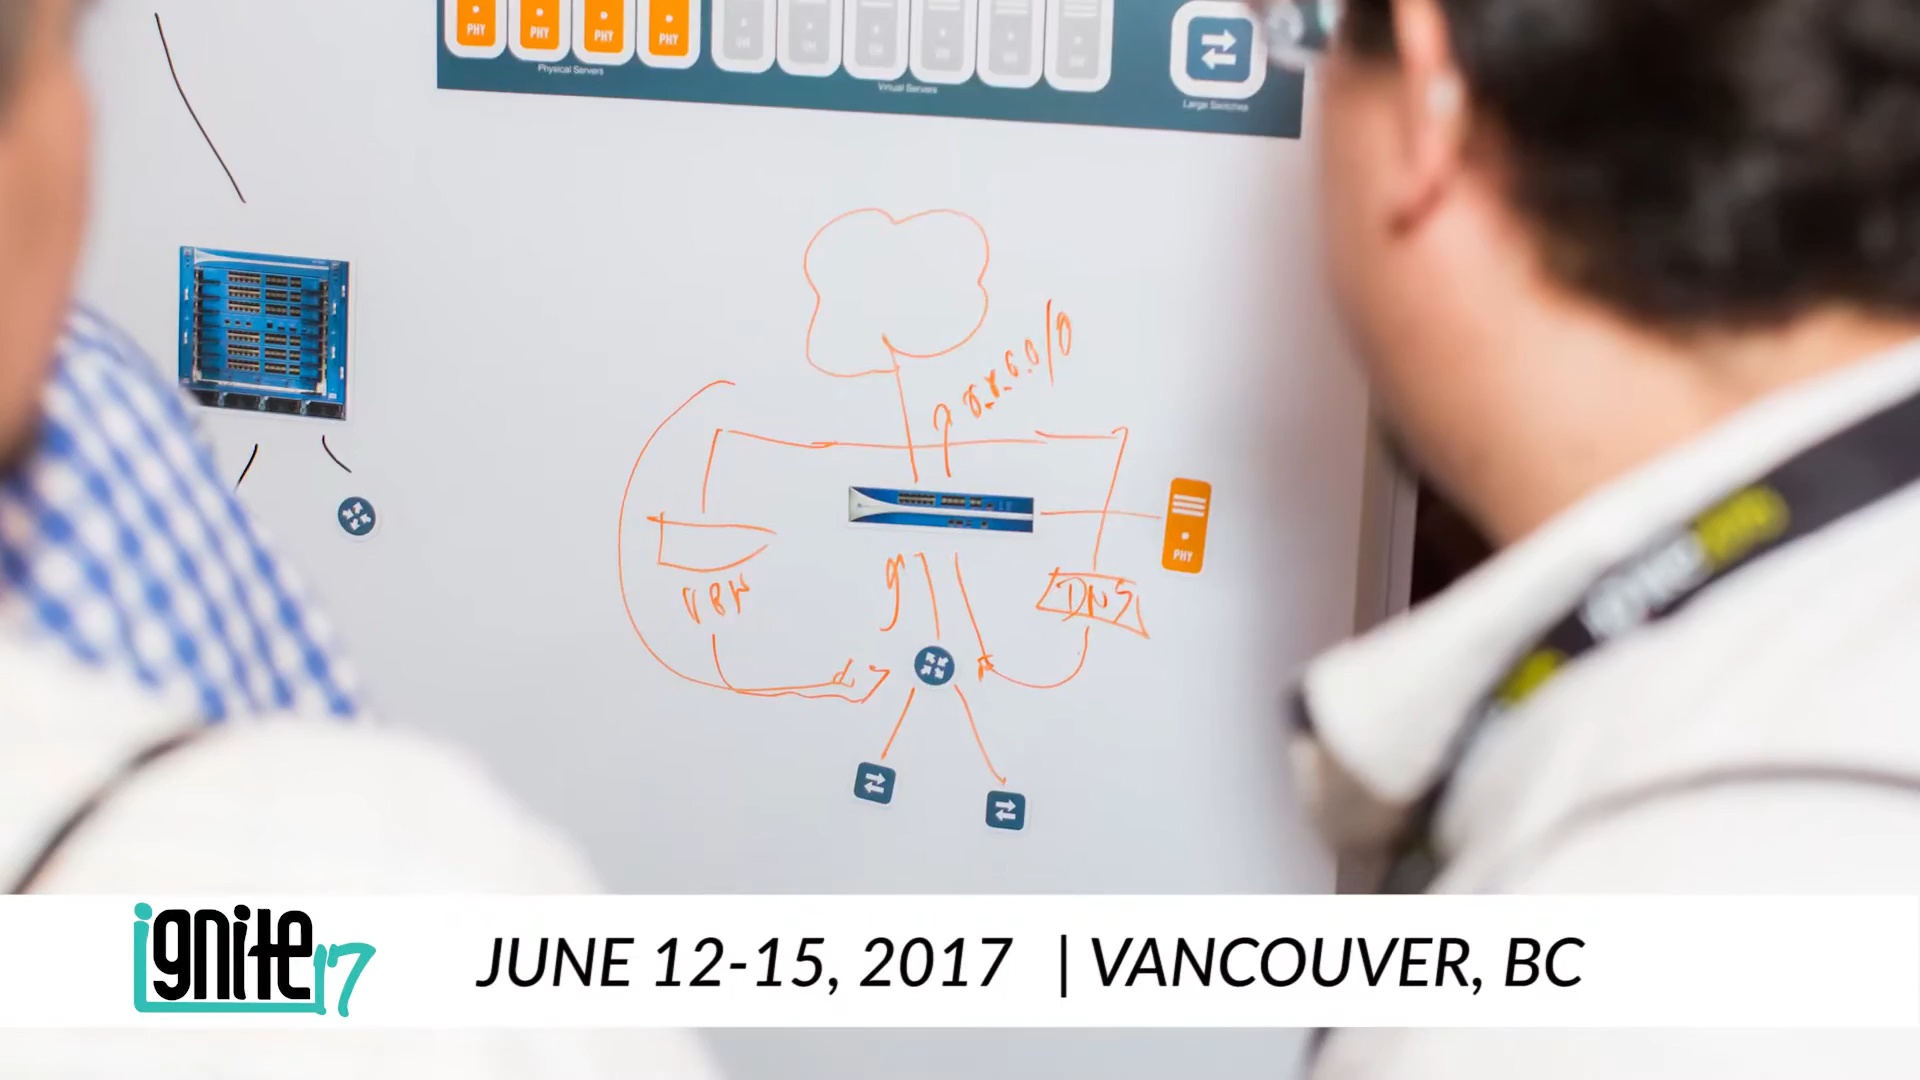 PHY PHY PHY PHY
Physical Servers
Virtual Servers
Large Switches
PHY
DNS
ignite17
JUNE 12-15, 2017 | VANCOUVER, BC